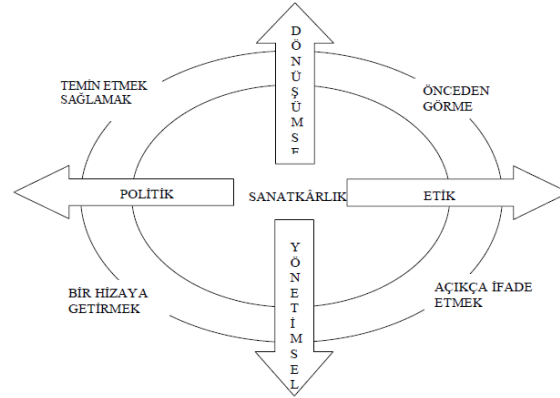 DÖNÜŞÜMSE
TEMİN ETMEK
SAĞLAMAK
ÖNCEDEN
GÖRME
POLİTİK
SANATKÂRLIK
ETİK
YÖNETİMSEL
BİR HİZAYA
GETİRMEK
AÇIKÇA İFADE
ETMEK